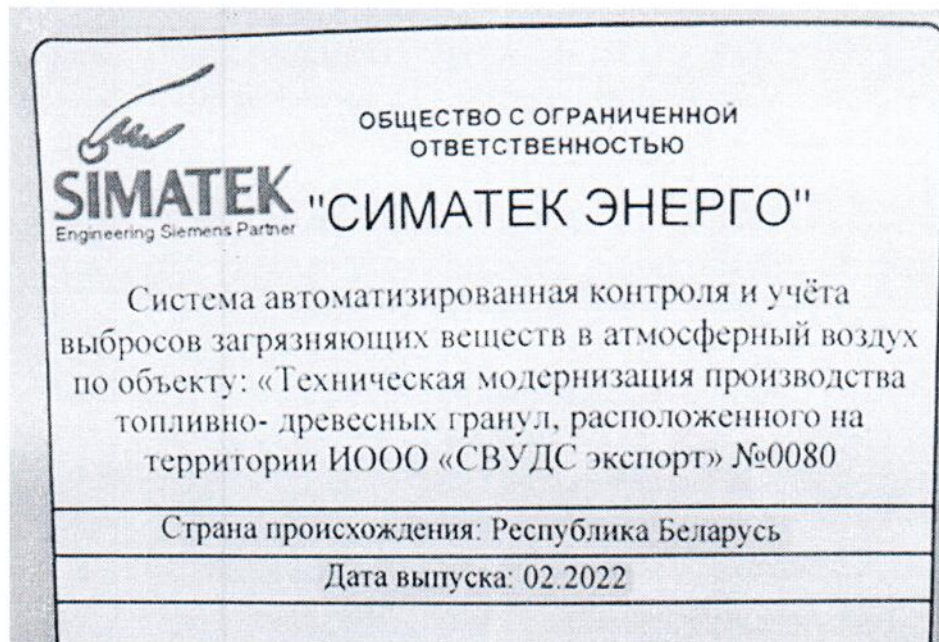 ОБЩЕСТВО С ОГРАНИЧЕННОЙ
ОТВЕТСТВЕННОСТЬЮ
SIMATEK
Engineering Siemens Partner
"СИМАТЕК ЭНЕРГО"
Система автоматизированная контроля и учёта
выбросов загрязняющих веществ в атмосферный воздух
по объекту: «Техническая модернизация производства
топливно- древесных гранул, расположенного на
территории ИООО «СВУДС экспорт» №0080
Страна происхождения: Республика Беларусь
Дата выпуска: 02.2022